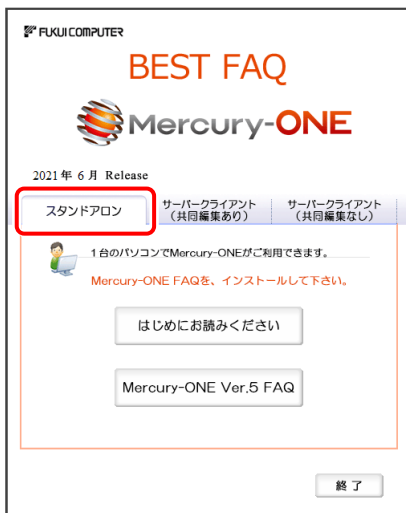 FUKUI COMPUTER
BEST FAQ
Mercury-ONE
2021年 6月 Release
スタンドアロン
サーバークライアント
(共同編集あり)
サーバークライアント
(共同編集なし)
1台のパソコンでMercury-ONEがご利用できます。
Mercury-ONE FAQを、インストールして下さい。
はじめにお読みください
Mercury-ONE Ver.5 FAQ
終了